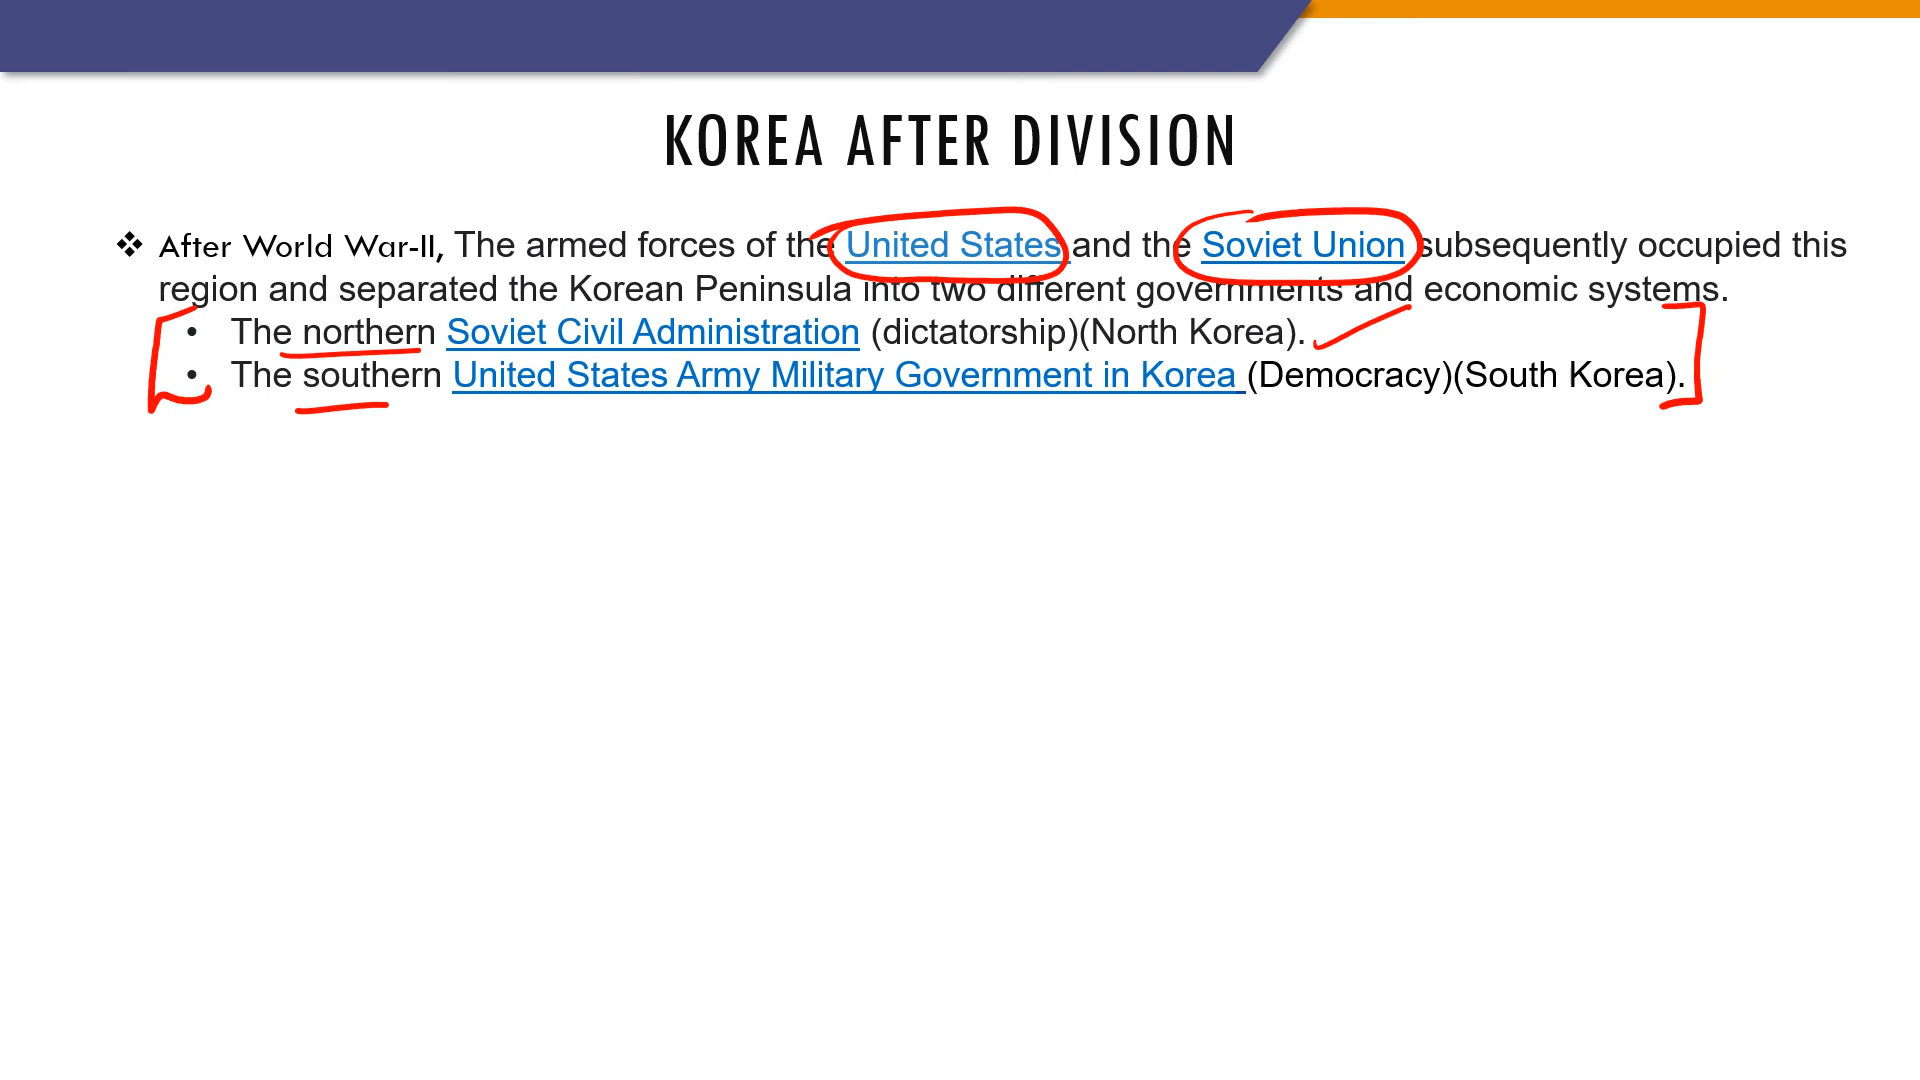 KOREA AFTER DIVISION
❖ After World War-II, The armed forces of the United States and the Soviet Union subsequently occupied this
region and separated the Korean Peninsula into two different governments and economic systems.
• The northern Soviet Civil Administration (dictatorship)(North Korea).
• The southern United States Army Military Government in Korea (Democracy)(South Korea).